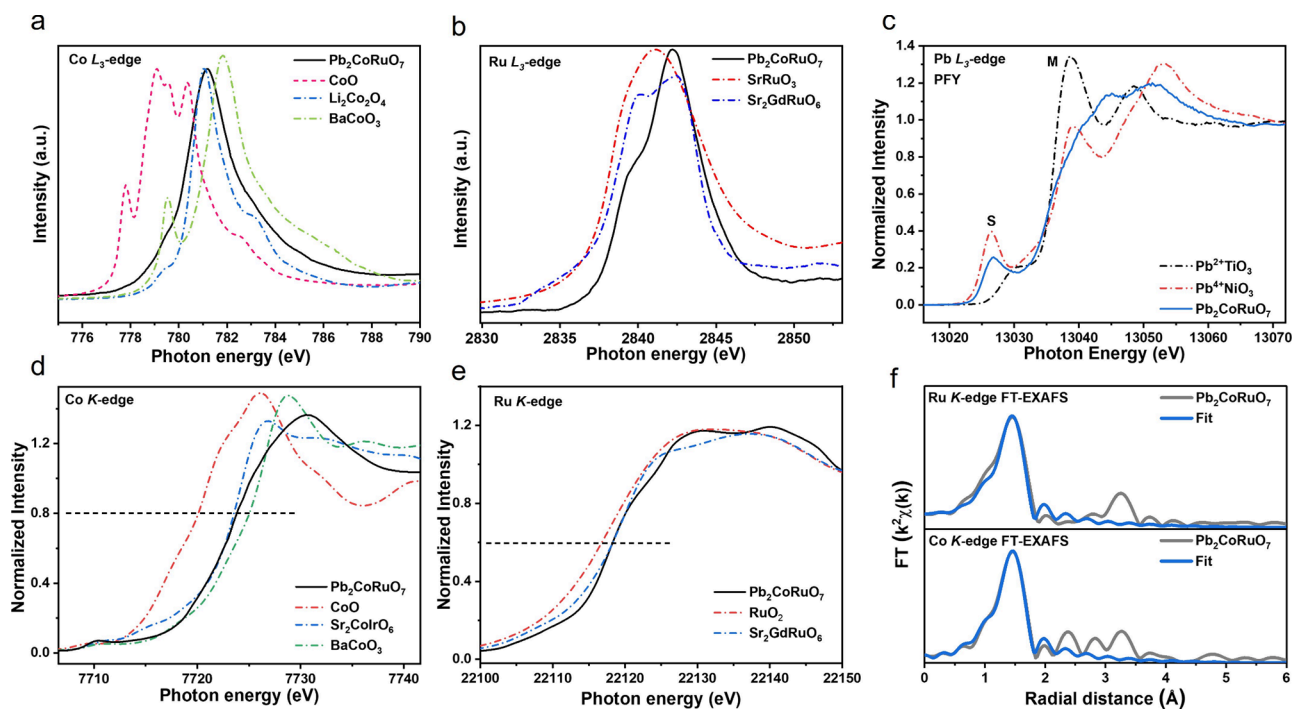 a
Co L₃-edge
Pb₂CoRuO₇
CoO
Li₂Co₂O₄
BaCoO₃
Intensity (a.u.)
776 778 780 782 784 786 788 790
Photon energy (eV)
b
Ru L₃-edge
Pb₂CoRuO₇
SrRuO₃
Sr₂GdRuO₆
Intensity (a.u.)
2830 2835 2840 2845 2850
Photon energy (eV)
c
Pb L₃-edge
PFY
M
S
Pb²⁺TiO₃
Pb⁴⁺NiO₃
Pb₂CoRuO₇
Normalized Intensity
1.4
1.2
1.0
0.8
0.6
0.4
0.2
0.0
13020 13030 13040 13050 13060 13070
Photon Energy (eV)
d
Co K-edge
Pb₂CoRuO₇
CoO
Sr₂CoIrO₆
BaCoO₃
Normalized Intensity
1.2
0.8
0.4
0.0
7710 7720 7730 7740
Photon energy (eV)
e
Ru K-edge
Pb₂CoRuO₇
RuO₂
Sr₂GdRuO₆
Normalized Intensity
1.8
1.2
0.6
0.0
22100 22110 22120 22130 22140 22150
Photon energy (eV)
f
Ru K-edge FT-EXAFS
Pb₂CoRuO₇
Fit
Co K-edge FT-EXAFS
Pb₂CoRuO₇
Fit
FT (k²χ(k))
0 1 2 3 4 5 6
Radial distance (Å)